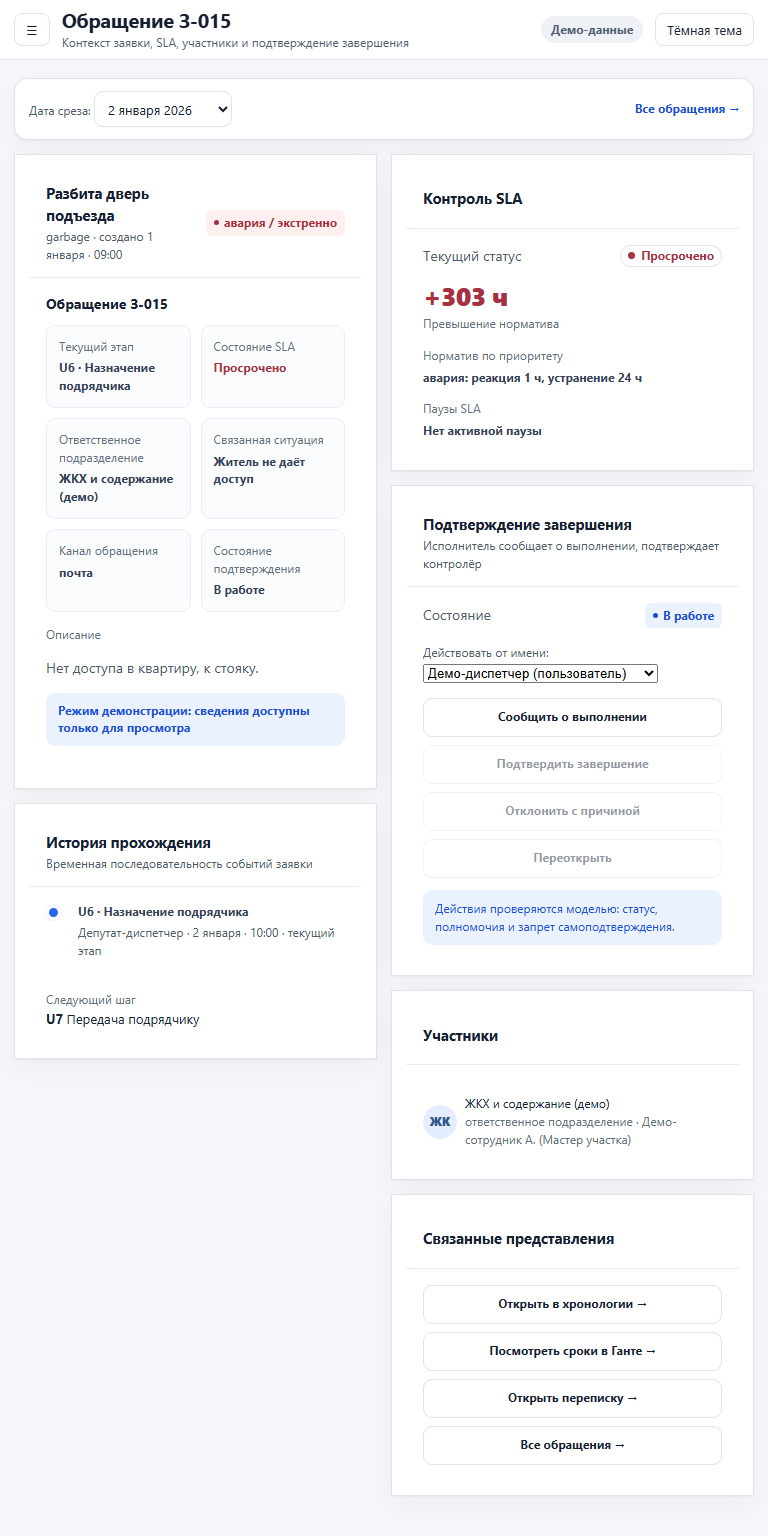 ☰
Обращение З-015
Контекст заявки, SLA, участники и подтверждение завершения
Демо-данные
Тёмная тема
Дата среза: 2 января 2026
Все обращения →
Разбита дверь
подъезда
garbage · создано 1
января · 09:00
авария / экстренно
Обращение З-015
Текущий этап
U6 · Назначение
подрядчика
Состояние SLA
Просрочено
Ответственное
подразделение
ЖКХ и содержание
(демо)
Связанная ситуация
Житель не даёт
доступ
Канал обращения
почта
Состояние
подтверждения
В работе
Описание
Нет доступа в квартиру, к стояку.
Режим демонстрации: сведения доступны
только для просмотра
История прохождения
Временная последовательность событий заявки
U6 · Назначение подрядчика
Депутат-диспетчер · 2 января · 10:00 · текущий
этап
Следующий шаг
U7 Передача подрядчику
Контроль SLA
Текущий статус
Просрочено
+303 ч
Превышение норматива
Норматив по приоритету
авария: реакция 1 ч, устранение 24 ч
Паузы SLA
Нет активной паузы
Подтверждение завершения
Исполнитель сообщает о выполнении, подтверждает
контролёр
Состояние
В работе
Действовать от имени:
Демо-диспетчер (пользователь)
Сообщить о выполнении
Подтвердить завершение
Отклонить с причиной
Переоткрыть
Действия проверяются моделью: статус,
полномочия и запрет самоподтверждения.
Участники
ЖК
ЖКХ и содержание (демо)
ответственное подразделение · Демо-
сотрудник А. (Мастер участка)
Связанные представления
Открыть в хронологии →
Посмотреть сроки в Ганте →
Открыть переписку →
Все обращения →